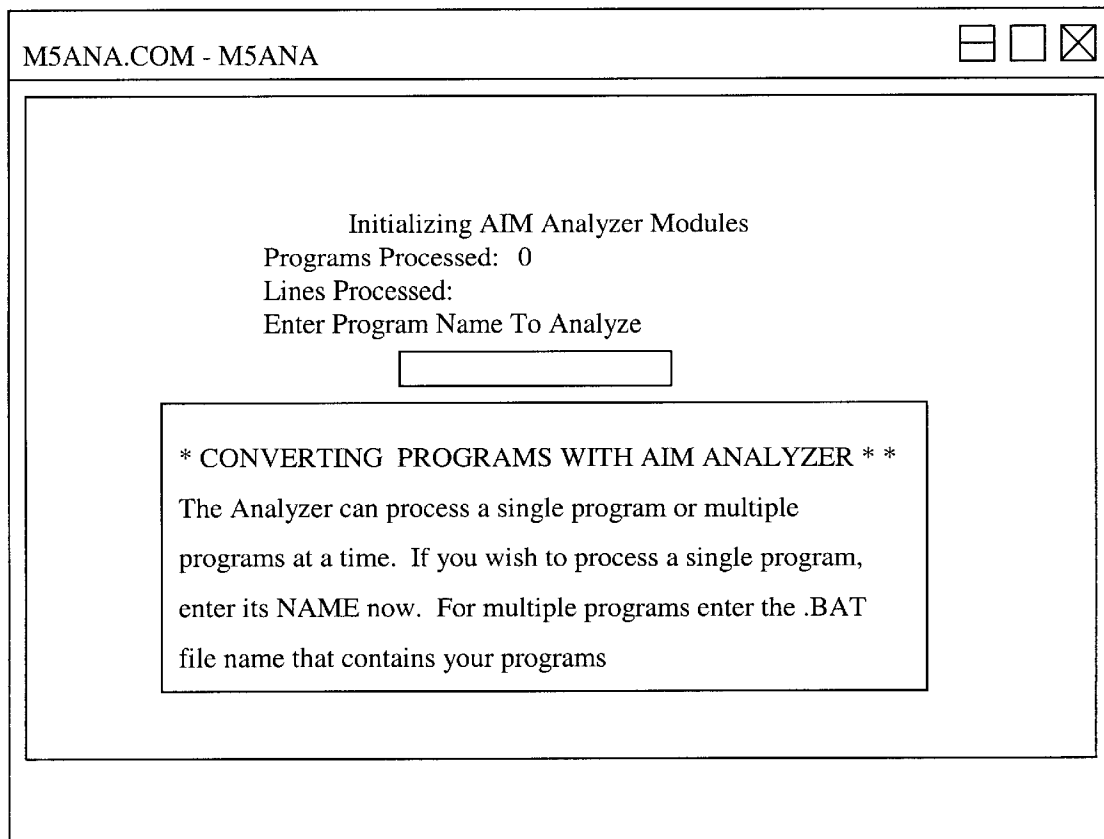 M5ANA.COM - M5ANA
Initializing AIM Analyzer Modules
Programs Processed: 0
Lines Processed:
Enter Program Name To Analyze
* CONVERTING PROGRAMS WITH AIM ANALYZER * *
The Analyzer can process a single program or multiple
programs at a time. If you wish to process a single program,
enter its NAME now. For multiple programs enter the .BAT
file name that contains your programs